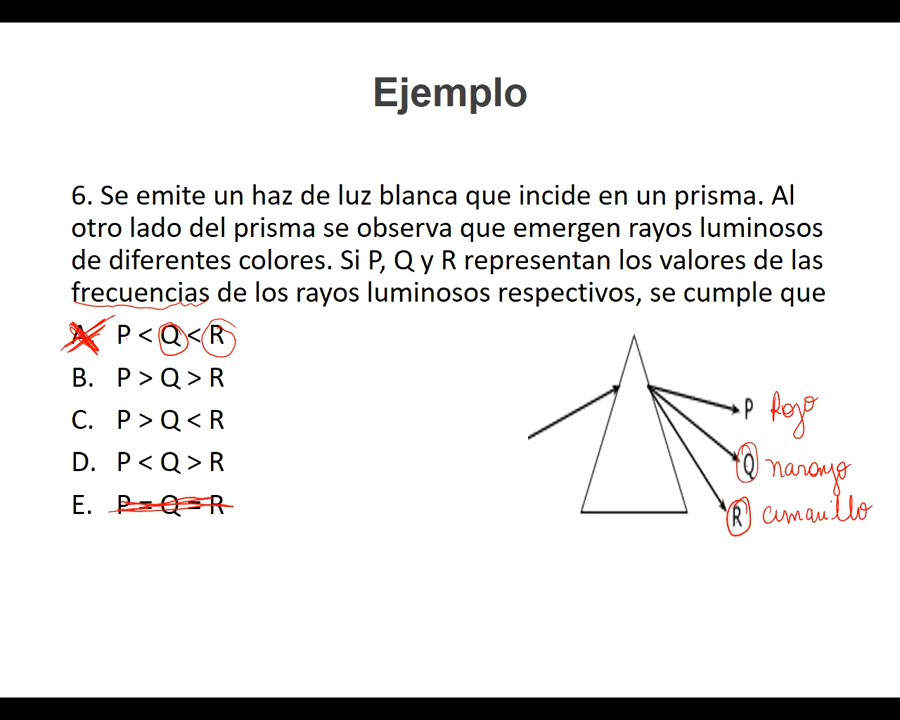 Ejemplo
6. Se emite un haz de luz blanca que incide en un prisma. Al
otro lado del prisma se observa que emergen rayos luminosos
de diferentes colores. Si P, Q y R representan los valores de las
frecuencias de los rayos luminosos respectivos, se cumple que
A. P < Q < R
B. P > Q > R
C. P > Q < R
D. P < Q > R
E. P = Q = R
P Rojo
Q naranjo
R amarillo